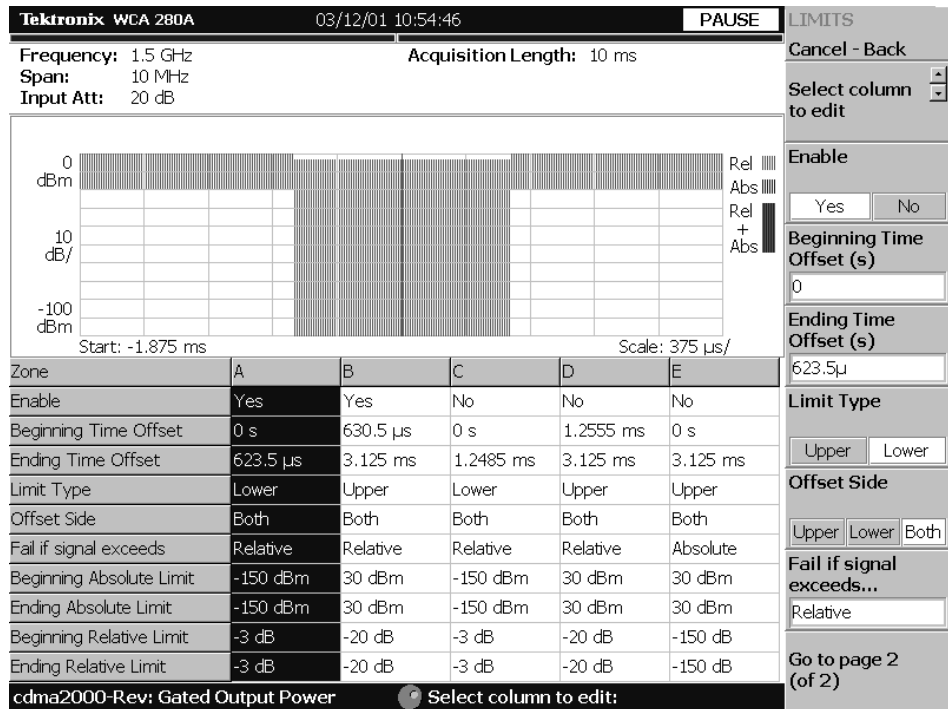 Tektronix WCA 280A 03/12/01 10:54:46 PAUSE
Frequency: 1.5 GHz Acquisition Length: 10 ms
Span: 10 MHz
Input Att: 20 dB
0
dBm
10
dB/
-100
dBm
Rel
Abs
Rel
+
Abs
Start: -1.875 ms Scale: 375 µs/
Zone A B C D E
Enable Yes Yes No No No
Beginning Time Offset 0 s 630.5 µs 0 s 1.2555 ms 0 s
Ending Time Offset 623.5 µs 3.125 ms 1.2485 ms 3.125 ms 3.125 ms
Limit Type Lower Upper Lower Upper Upper
Offset Side Both Both Both Both Both
Fail if signal exceeds Relative Relative Relative Relative Absolute
Beginning Absolute Limit -150 dBm 30 dBm -150 dBm 30 dBm 30 dBm
Ending Absolute Limit -150 dBm 30 dBm -150 dBm 30 dBm 30 dBm
Beginning Relative Limit -3 dB -20 dB -3 dB -20 dB -150 dB
Ending Relative Limit -3 dB -20 dB -3 dB -20 dB -150 dB
cdma2000-Rev: Gated Output Power Select column to edit:
LIMITS
Cancel - Back
Select column
to edit
Enable
Yes No
Beginning Time
Offset (s)
0
Ending Time
Offset (s)
623.5µ
Limit Type
Upper Lower
Offset Side
Upper Lower Both
Fail if signal
exceeds...
Relative
Go to page 2
(of 2)